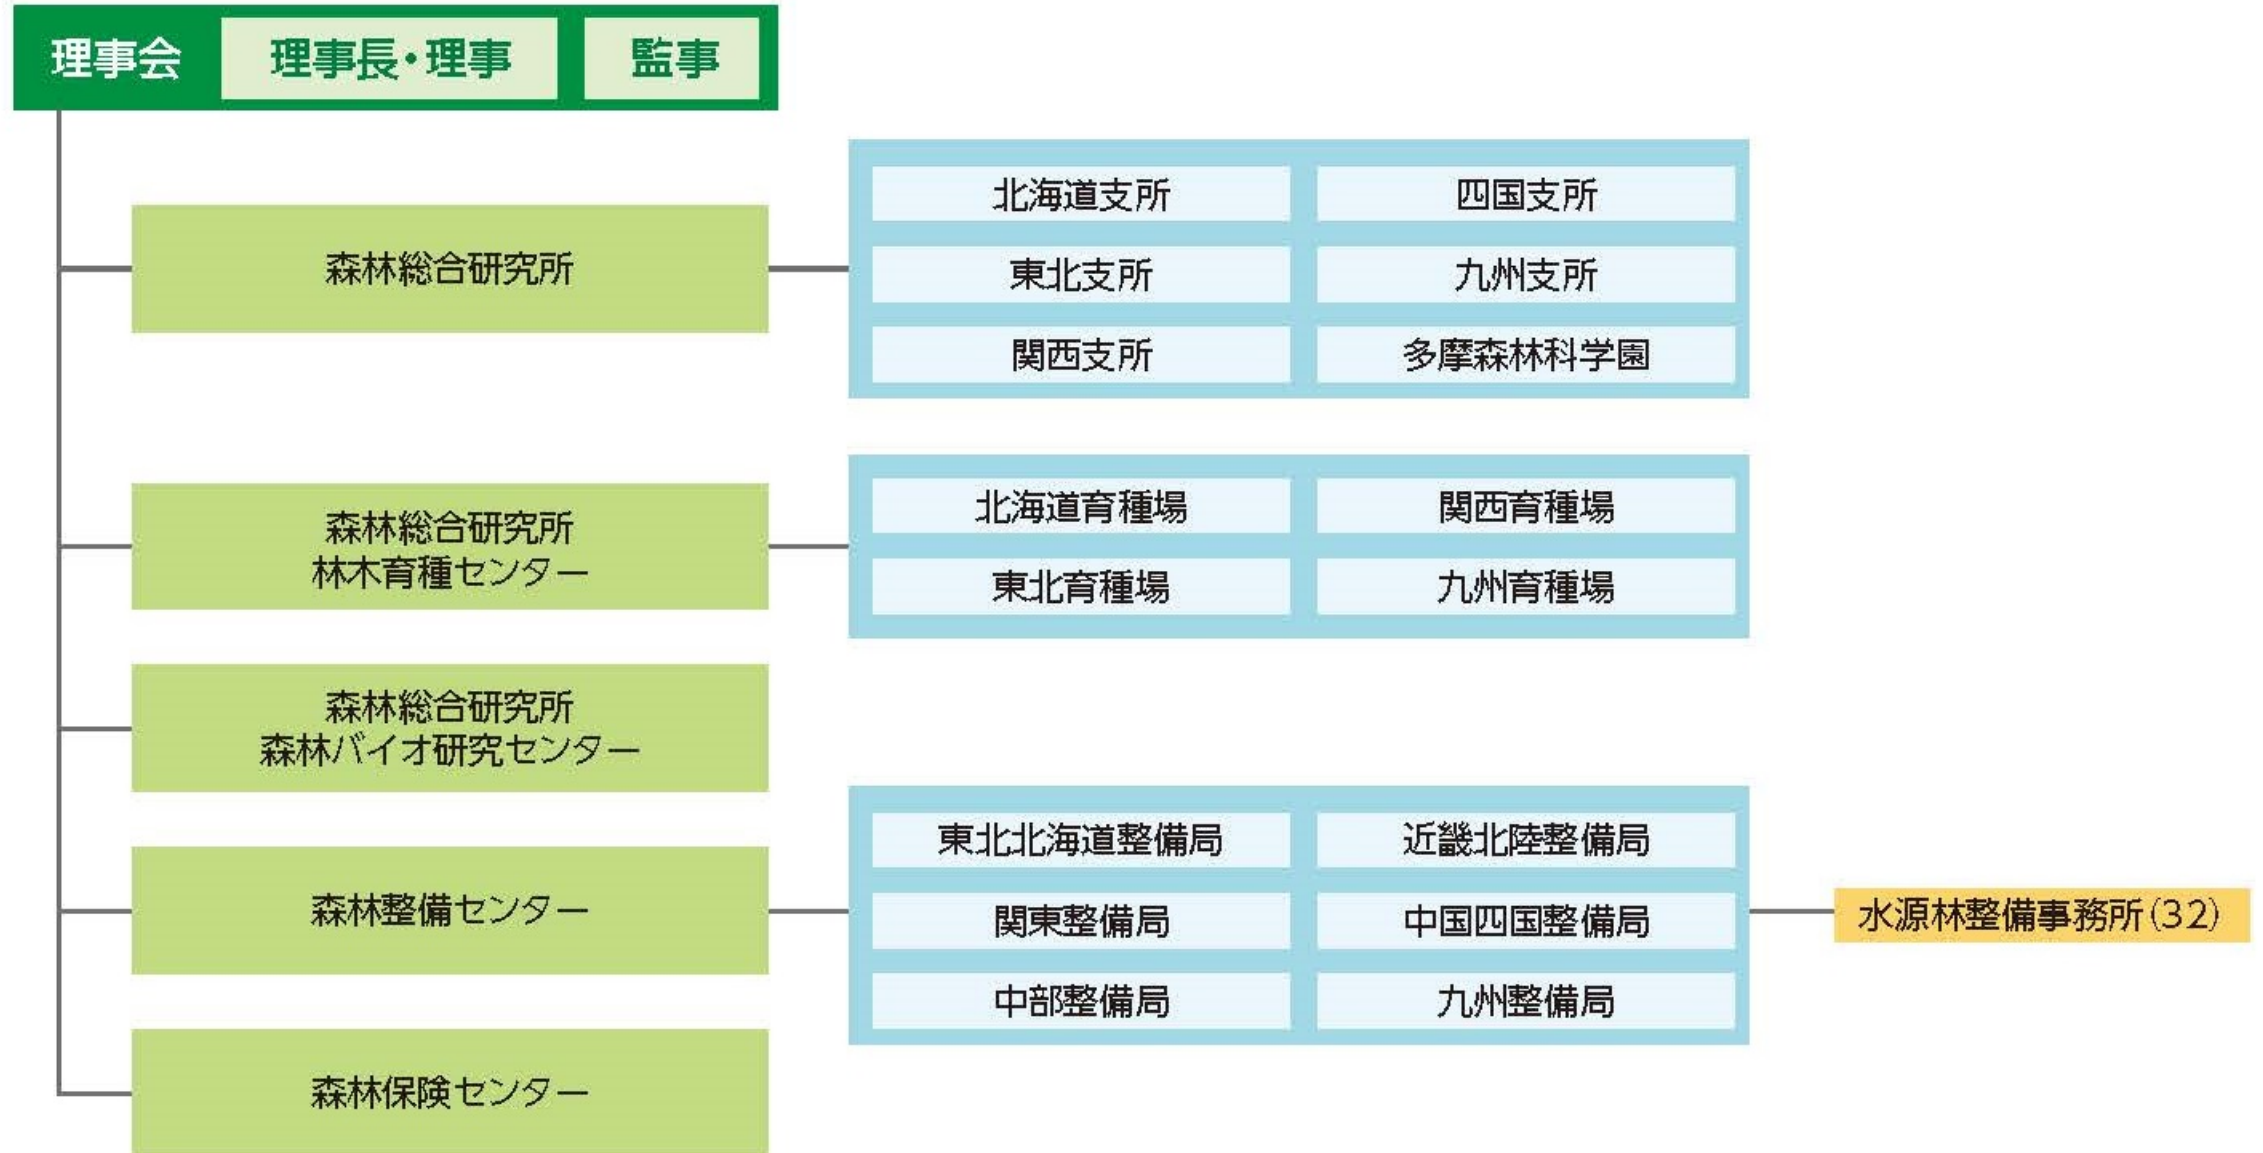 理事会 理事長・理事 監事
森林総合研究所
北海道支所 四国支所
東北支所 九州支所
関西支所 多摩森林科学園
森林総合研究所
林木育種センター
北海道育種場 関西育種場
東北育種場 九州育種場
森林総合研究所
森林バイオ研究センター
森林整備センター
東北北海道整備局 近畿北陸整備局
関東整備局 中国四国整備局
中部整備局 九州整備局
水源林整備事務所(32)
森林保険センター